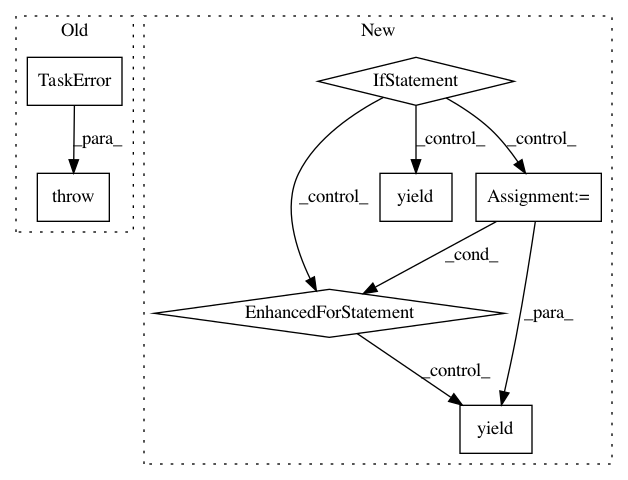 Old
New
TaskError
IfStatement
_para_
_control_
_control_
throw
_control_
yield
Assignment:=
_cond_
EnhancedForStatement
_para_
_control_
yield